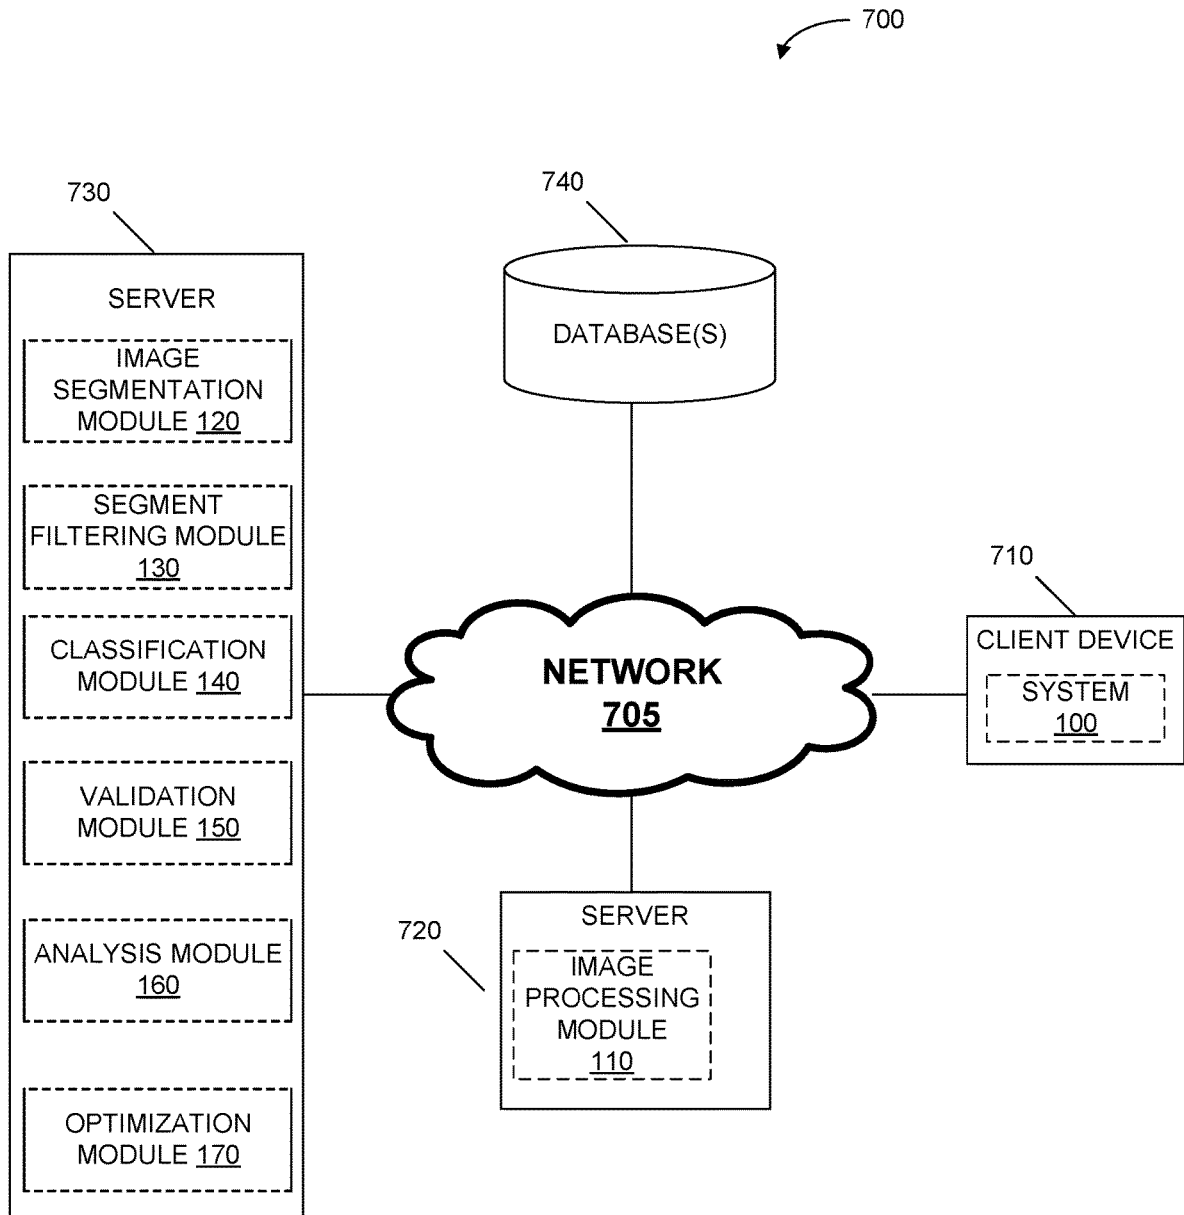 700
730
740
SERVER
IMAGE
SEGMENTATION
MODULE 120
SEGMENT
FILTERING MODULE
130
CLASSIFICATION
MODULE 140
VALIDATION
MODULE 150
ANALYSIS MODULE
160
OPTIMIZATION
MODULE 170
DATABASE(S)
NETWORK
705
710
CLIENT DEVICE
SYSTEM
100
720
SERVER
IMAGE
PROCESSING
MODULE
110